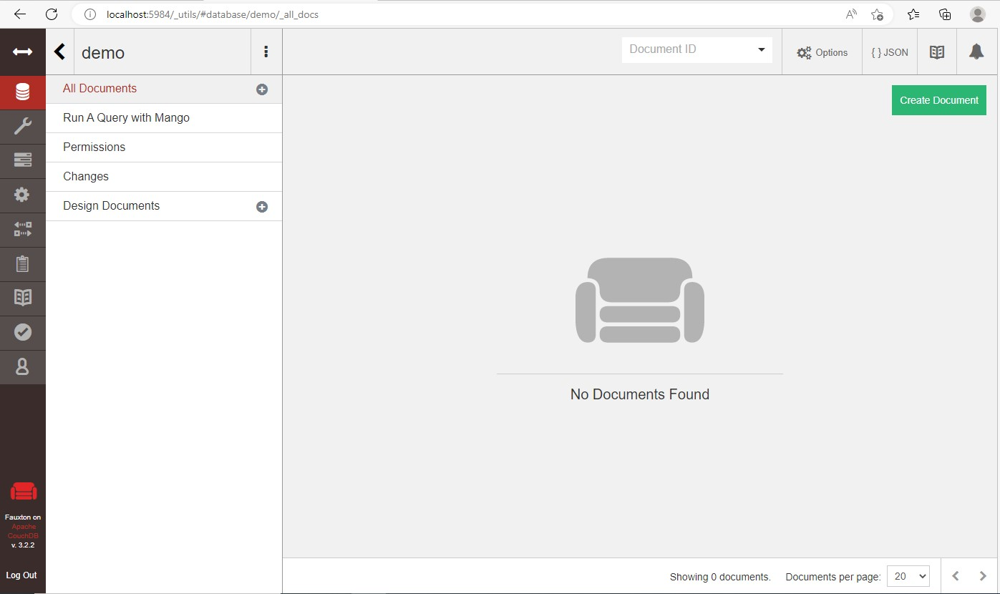 localhost:5984/_utils/#database/demo/_all_docs
demo
Document ID
Options
{ } JSON
All Documents
Create Document
Run A Query with Mango
Permissions
Changes
Design Documents
No Documents Found
Fauxton on
Apache
CouchDB
v. 3.2.2
Log Out
Showing 0 documents.
Documents per page:
20